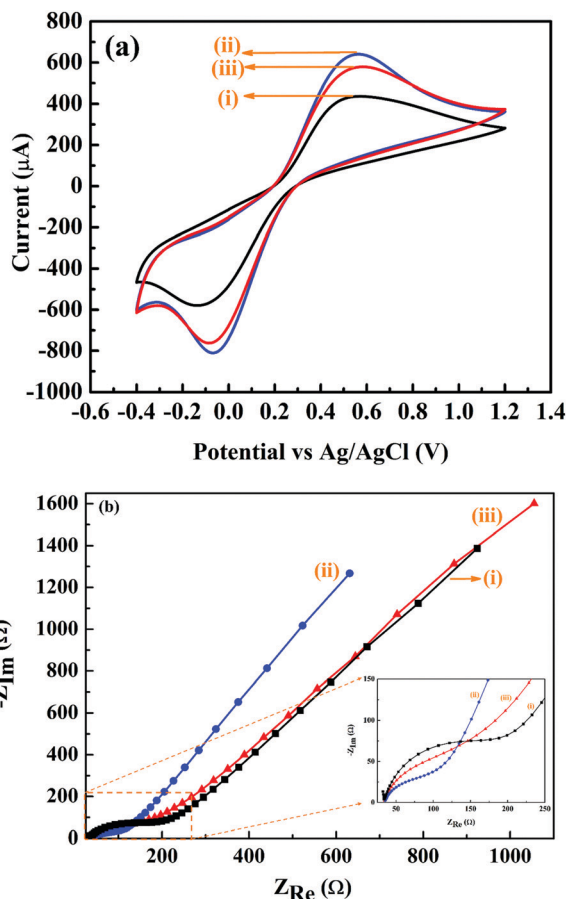 (a)
(ii)
(iii)
(i)
800
600
400
200
0
-200
-400
-600
-800
-1000
Current (μA)
-0.6 -0.4 -0.2 0.0 0.2 0.4 0.6 0.8 1.0 1.2 1.4
Potential vs Ag/AgCl (V)
(b)
(ii)
(iii)
(i)
1600
1400
1200
1000
800
600
400
200
0
-ZIm (Ω)
0 200 400 600 800 1000
ZRe (Ω)
150
100
75
50
25
0
-ZIm (Ω)
(ii)
(iii)
(i)
50 100 150 200 250
ZRe (Ω)